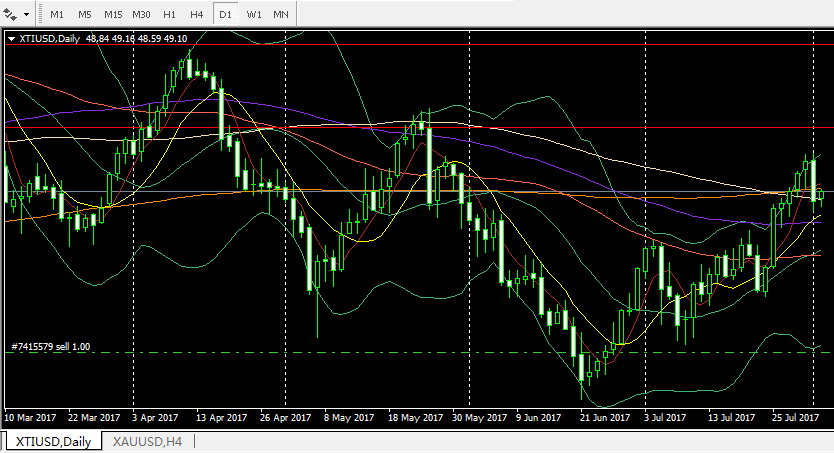 M1 M5 M15 M30 H1 H4 D1 W1 MN
XTIUSD,Daily 48.84 49.16 48.59 49.10
#7415579 sell 1.00
10 Mar 2017 22 Mar 2017 3 Apr 2017 13 Apr 2017 26 Apr 2017 8 May 2017 18 May 2017 30 May 2017 9 Jun 2017 21 Jun 2017 3 Jul 2017 13 Jul 2017 25 Jul 2017
XTIUSD,Daily XAUUSD,H4